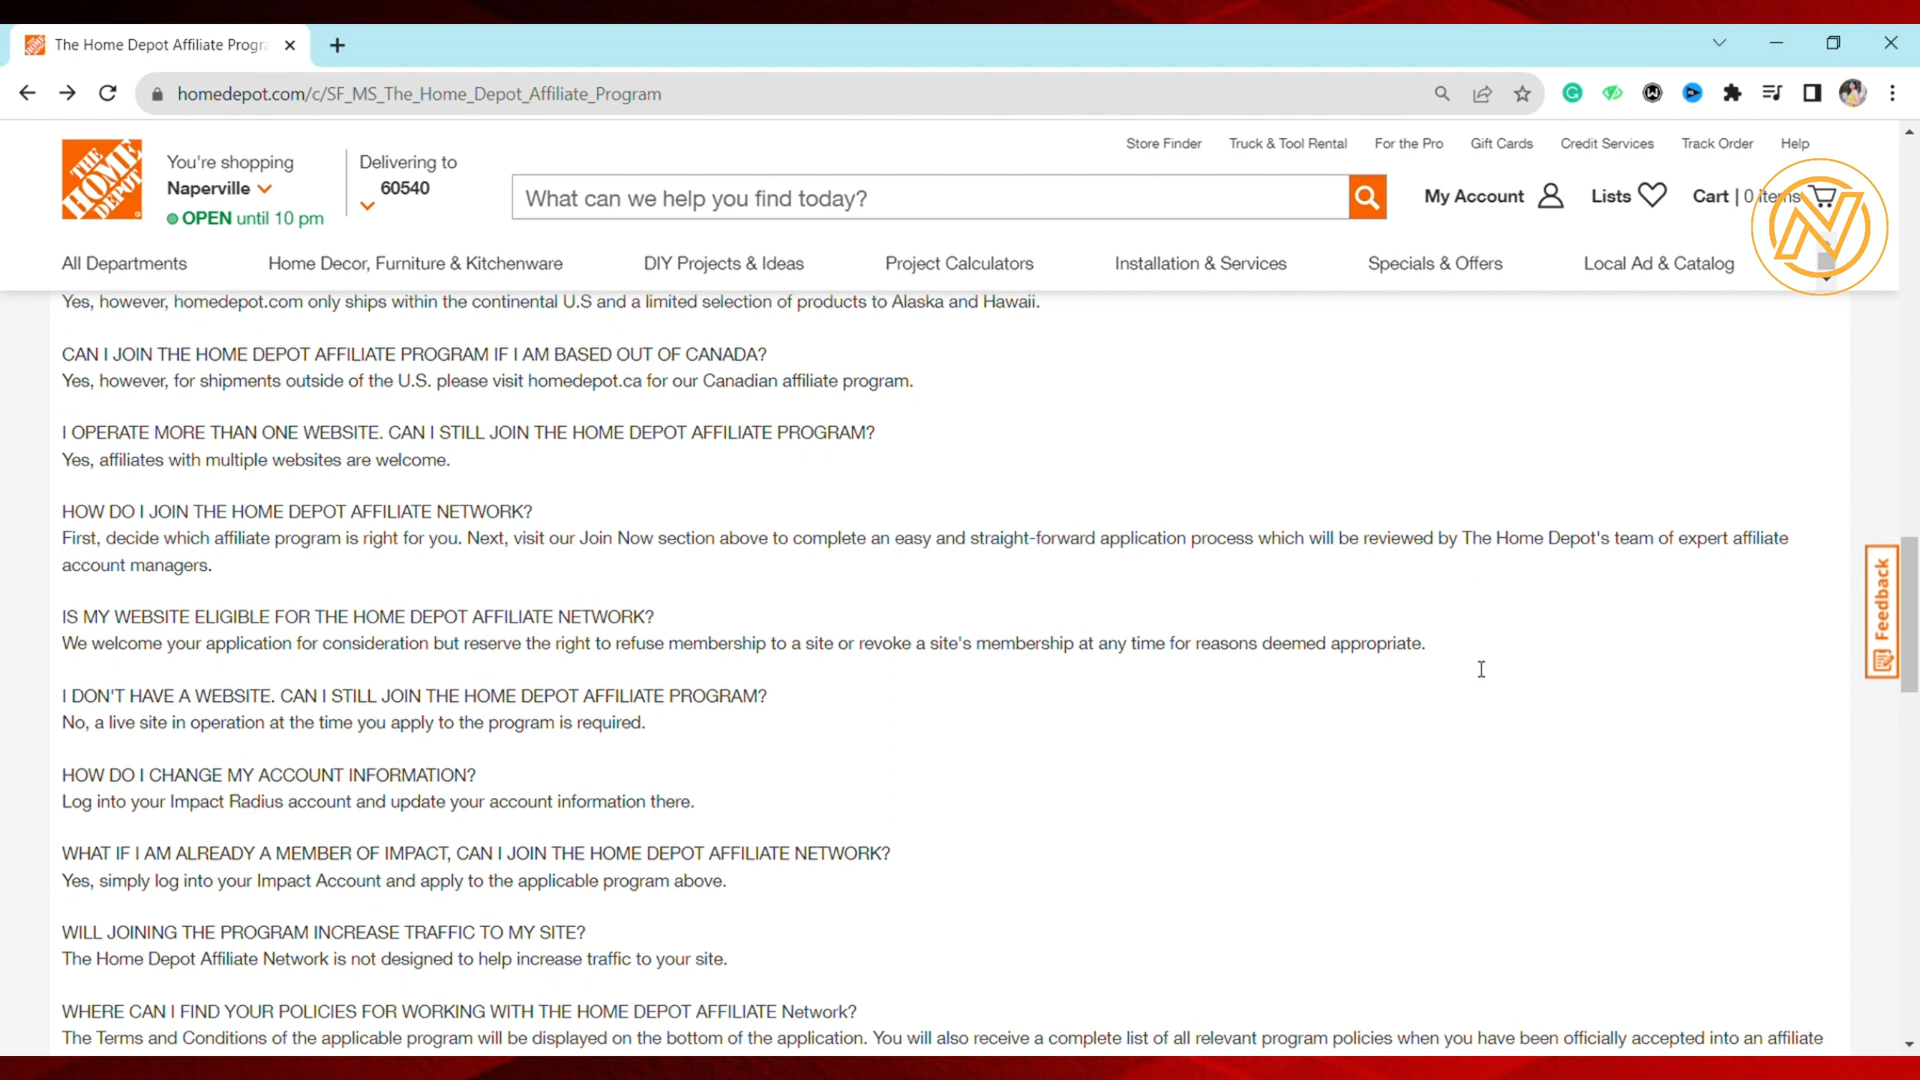 The Home Depot Affiliate Progr
homedepot.com/c/SF_MS_The_Home_Depot_Affiliate_Program
Store Finder Truck & Tool Rental For the Pro Gift Cards Credit Services Track Order Help
THE HOME DEPOT
You're shopping
Naperville
OPEN until 10 pm
Delivering to
60540
What can we help you find today?
My Account Lists Cart | 0 items
All Departments Home Decor, Furniture & Kitchenware DIY Projects & Ideas Project Calculators Installation & Services Specials & Offers Local Ad & Catalog
Yes, however, homedepot.com only ships within the continental U.S and a limited selection of products to Alaska and Hawaii.
CAN I JOIN THE HOME DEPOT AFFILIATE PROGRAM IF I AM BASED OUT OF CANADA?
Yes, however, for shipments outside of the U.S. please visit homedepot.ca for our Canadian affiliate program.
I OPERATE MORE THAN ONE WEBSITE. CAN I STILL JOIN THE HOME DEPOT AFFILIATE PROGRAM?
Yes, affiliates with multiple websites are welcome.
HOW DO I JOIN THE HOME DEPOT AFFILIATE NETWORK?
First, decide which affiliate program is right for you. Next, visit our Join Now section above to complete an easy and straight-forward application process which will be reviewed by The Home Depot's team of expert affiliate
account managers.
IS MY WEBSITE ELIGIBLE FOR THE HOME DEPOT AFFILIATE NETWORK?
We welcome your application for consideration but reserve the right to refuse membership to a site or revoke a site's membership at any time for reasons deemed appropriate.
I DON'T HAVE A WEBSITE. CAN I STILL JOIN THE HOME DEPOT AFFILIATE PROGRAM?
No, a live site in operation at the time you apply to the program is required.
HOW DO I CHANGE MY ACCOUNT INFORMATION?
Log into your Impact Radius account and update your account information there.
WHAT IF I AM ALREADY A MEMBER OF IMPACT, CAN I JOIN THE HOME DEPOT AFFILIATE NETWORK?
Yes, simply log into your Impact Account and apply to the applicable program above.
WILL JOINING THE PROGRAM INCREASE TRAFFIC TO MY SITE?
The Home Depot Affiliate Network is not designed to help increase traffic to your site.
WHERE CAN I FIND YOUR POLICIES FOR WORKING WITH THE HOME DEPOT AFFILIATE Network?
The Terms and Conditions of the applicable program will be displayed on the bottom of the application. You will also receive a complete list of all relevant program policies when you have been officially accepted into an affiliate
Feedback